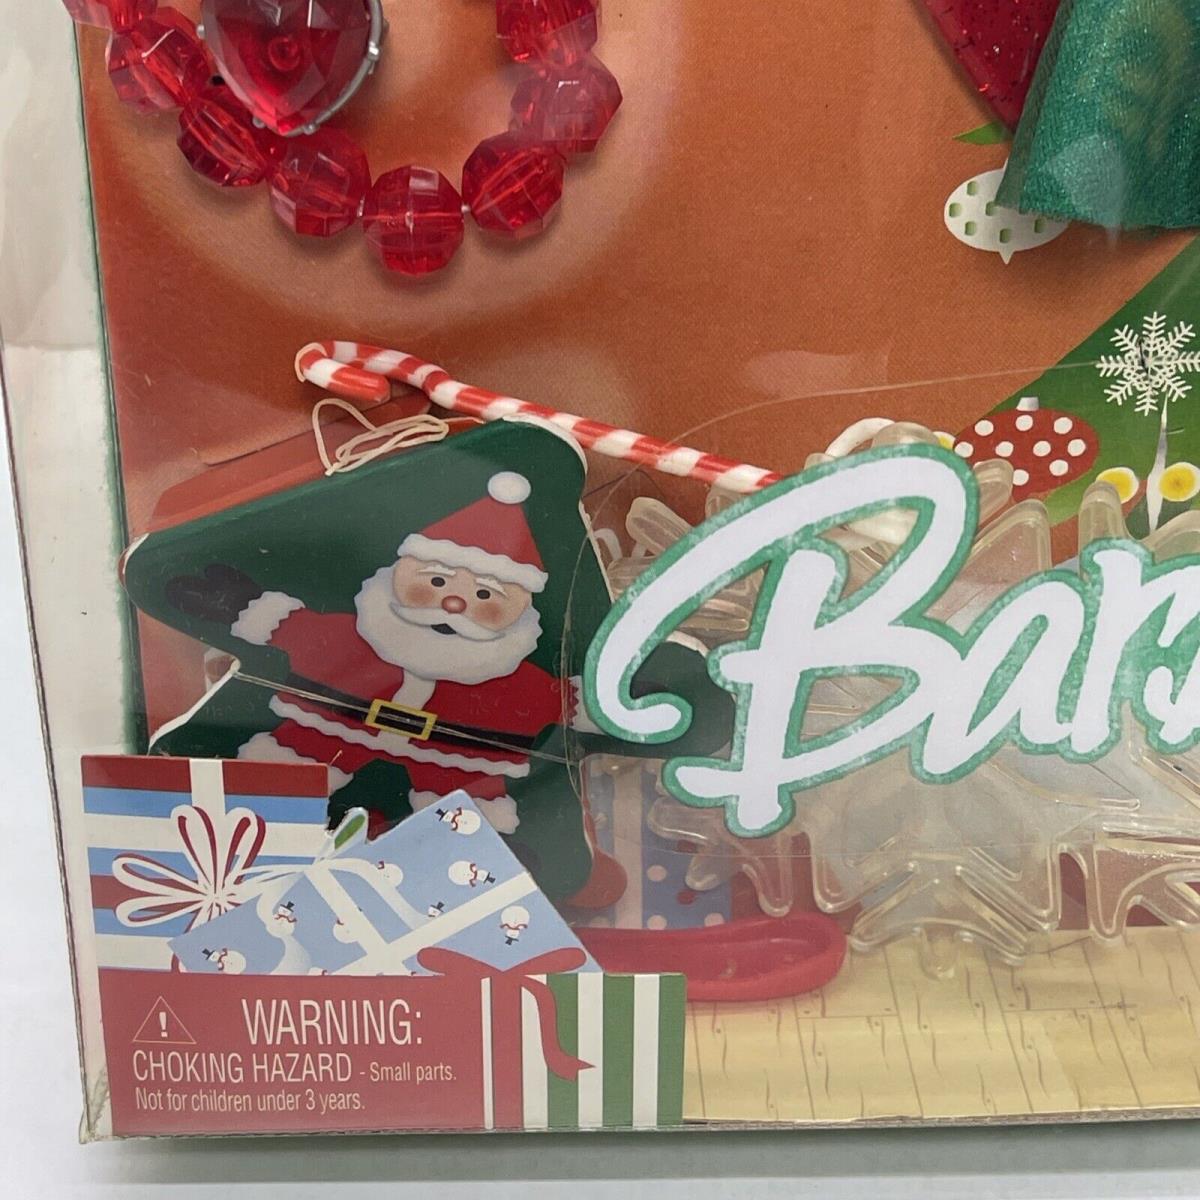 Bar
WARNING:
CHOKING HAZARD - Small parts.
Not for children under 3 years.